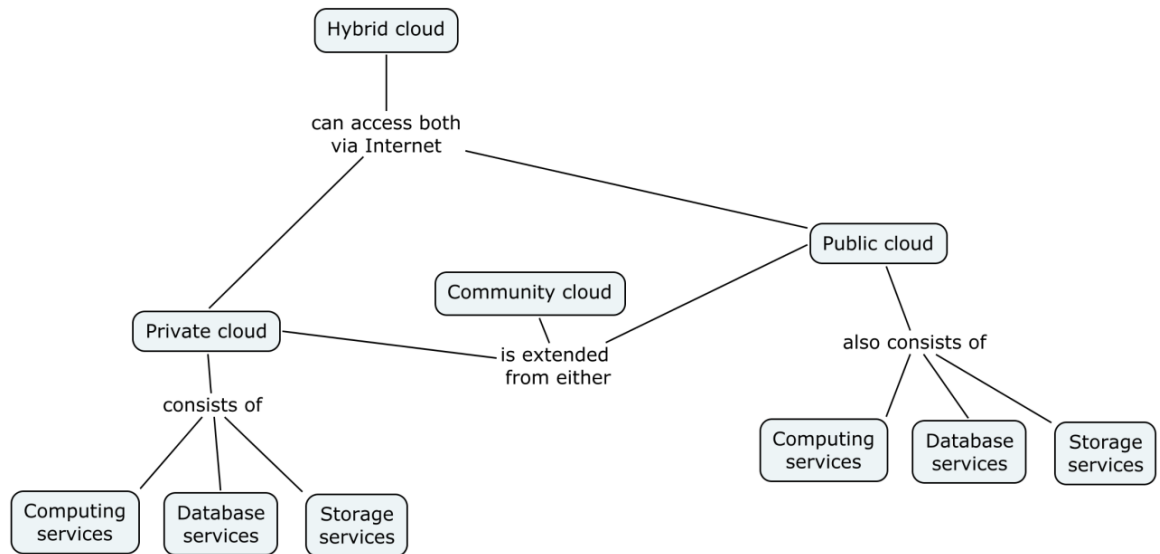 Hybrid cloud
can access both
via Internet
Public cloud
Community cloud
Private cloud
is extended
from either
also consists of
consists of
Computing
services
Database
services
Storage
services
Computing
services
Database
services
Storage
services